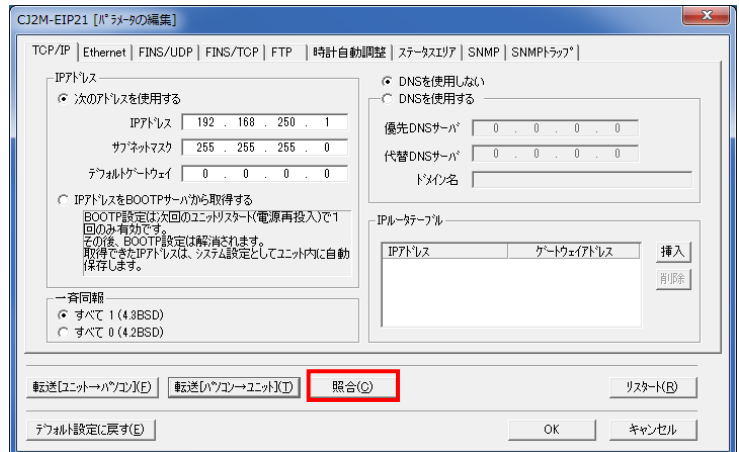 CJ2M-EIP21 [ﾊﾟﾗﾒｰﾀの編集]
TCP/IP
Ethernet
FINS/UDP
FINS/TCP
FTP
時計自動調整
ｽﾃｰﾀｽｴﾘｱ
SNMP
SNMPﾄﾗｯﾌﾟ
IPｱﾄﾞﾚｽ
次のｱﾄﾞﾚｽを使用する
IPｱﾄﾞﾚｽ 192 . 168 . 250 . 1
ｻﾌﾞﾈｯﾄﾏｽｸ 255 . 255 . 255 . 0
ﾃﾞﾌｫﾙﾄｹﾞｰﾄｳｪｲ 0 . 0 . 0 . 0
IPｱﾄﾞﾚｽをBOOTPｻｰﾊﾞから取得する
BOOTP設定は次回のﾕﾆｯﾄﾘｽﾀｰﾄ(電源再投入)で1
回のみ有効です。
その後、BOOTP設定は解消されます。
取得できたIPｱﾄﾞﾚｽは、ｼｽﾃﾑ設定としてﾕﾆｯﾄ内に自動
保存します。
一斉同報
すべて 1 (4.3BSD)
すべて 0 (4.2BSD)
DNSを使用しない
DNSを使用する
優先DNSｻｰﾊﾞ 0 . 0 . 0 . 0
代替DNSｻｰﾊﾞ 0 . 0 . 0 . 0
ﾄﾞﾒｲﾝ名
IPﾙｰﾀﾃｰﾌﾞﾙ
IPｱﾄﾞﾚｽ
ｹﾞｰﾄｳｪｲｱﾄﾞﾚｽ
挿入
削除
転送[ﾕﾆｯﾄ→ﾊﾟｿｺﾝ](F)
転送[ﾊﾟｿｺﾝ→ﾕﾆｯﾄ](T)
照合(C)
ﾘｽﾀｰﾄ(R)
ﾃﾞﾌｫﾙﾄ設定に戻す(E)
OK
ｷｬﾝｾﾙ